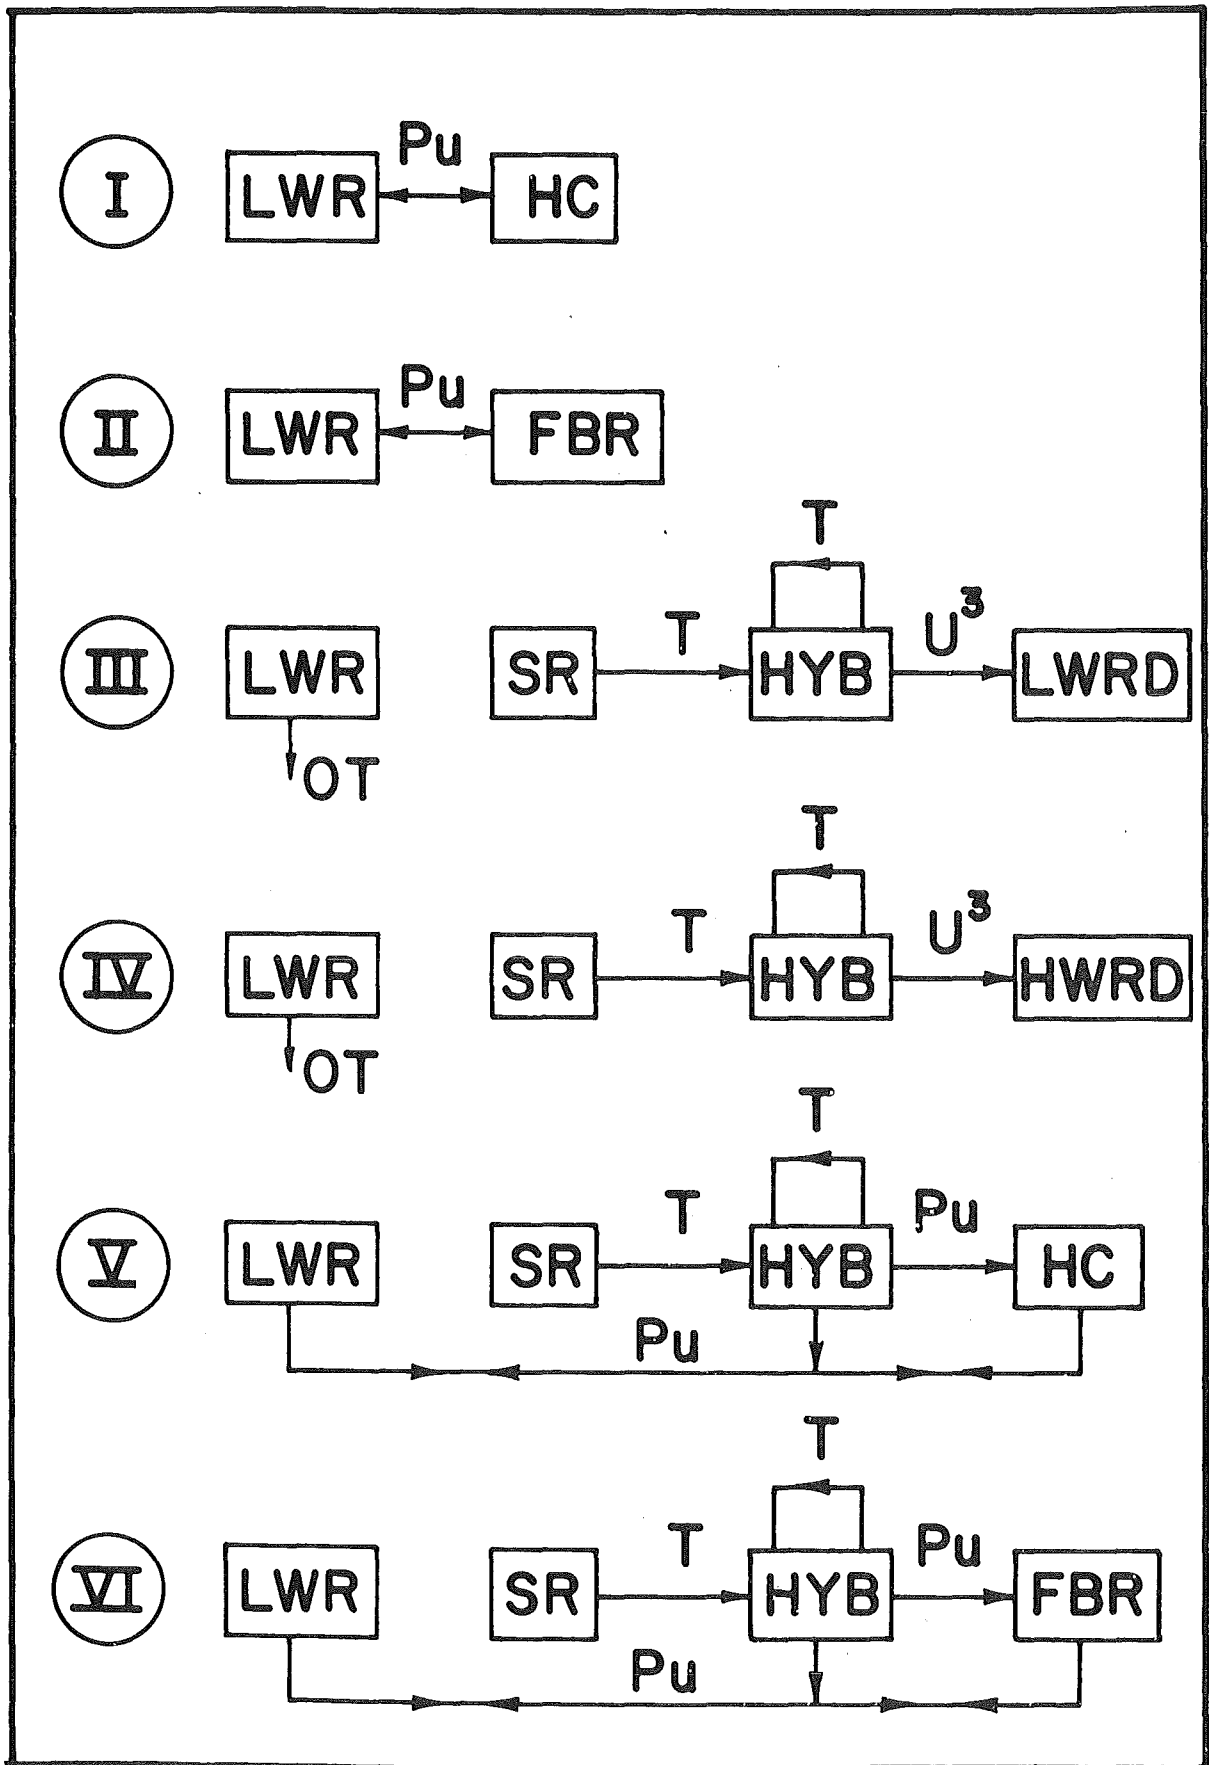 Pu
I LWR HC
Pu
II LWR FBR
T
T U³
III LWR SR HYB LWRD
OT
T
T U³
IV LWR SR HYB HWRD
OT
T
T Pu
V LWR SR HYB HC
Pu
T
T Pu
VI LWR SR HYB FBR
Pu